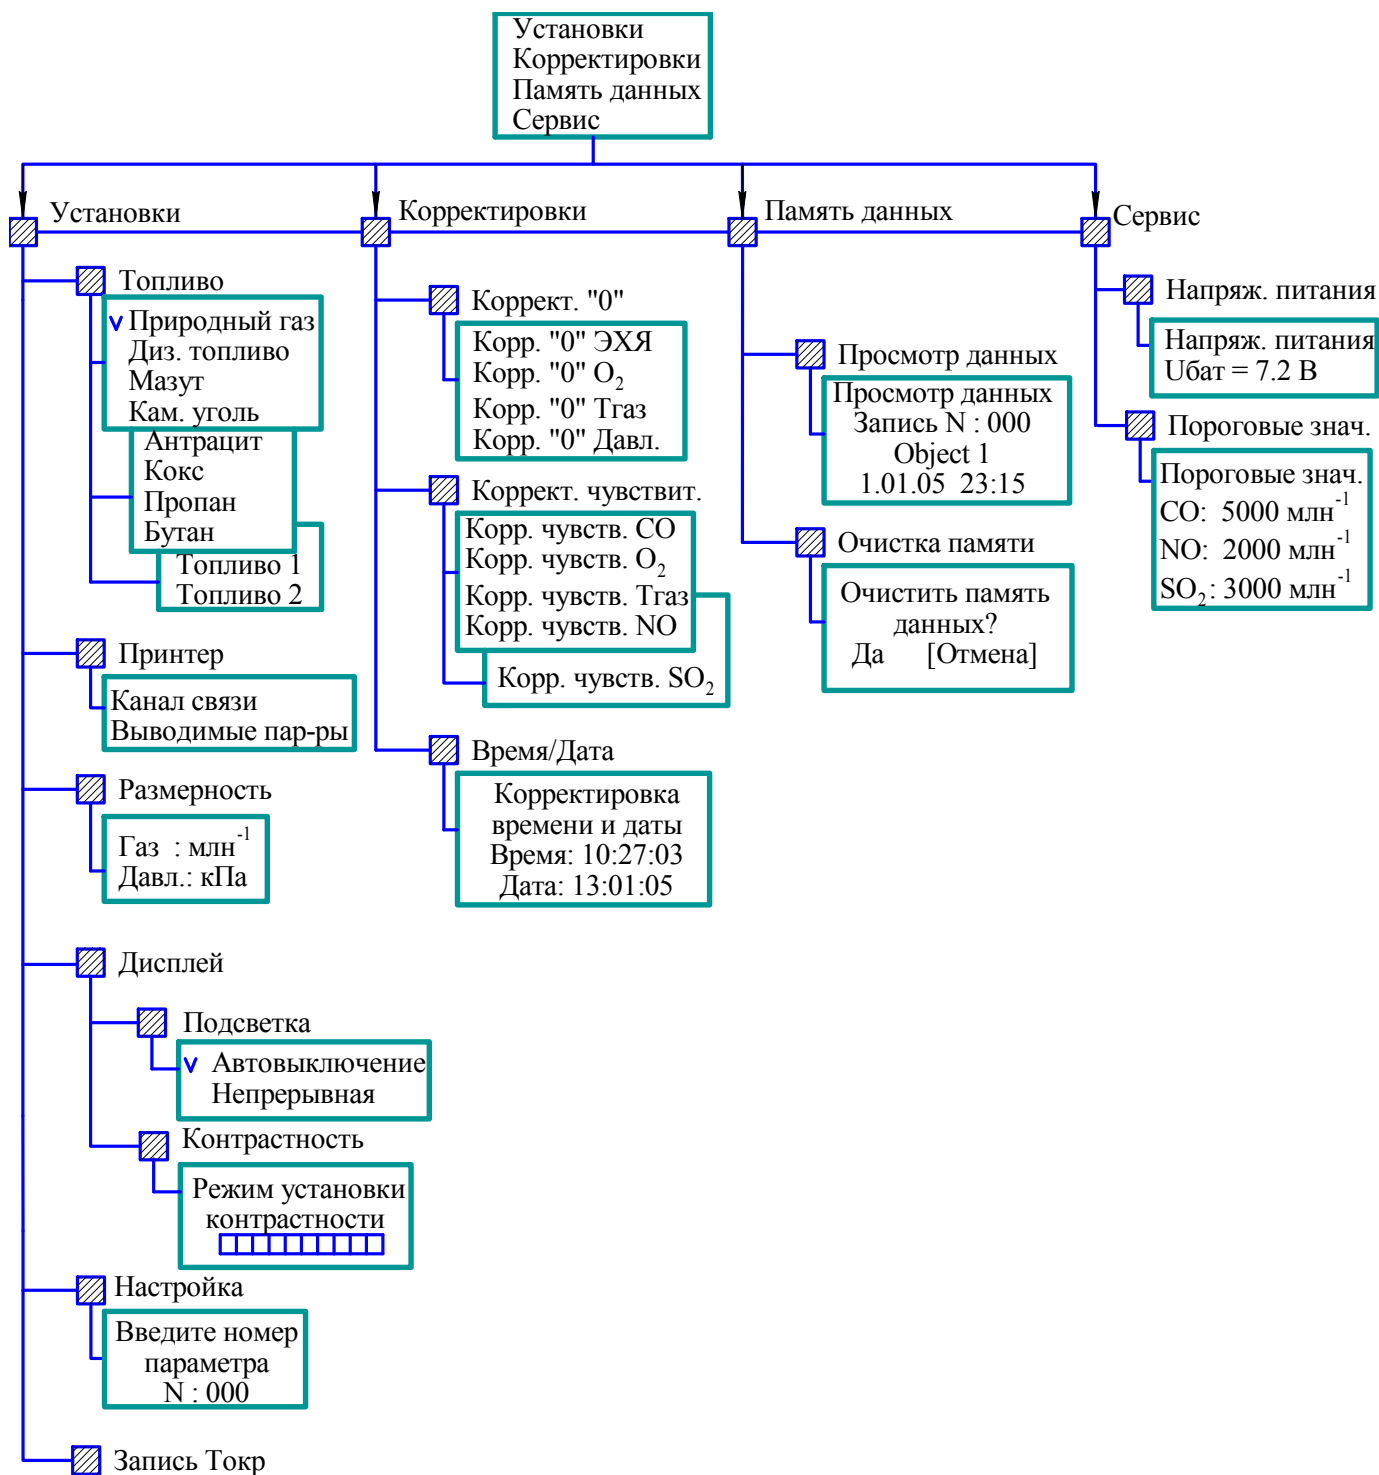 Установки
Корректировки
Память данных
Сервис
Установки
Топливо
v Природный газ
Диз. топливо
Мазут
Кам. уголь
Антрацит
Кокс
Пропан
Бутан
Топливо 1
Топливо 2
Принтер
Канал связи
Выводимые пар-ры
Размерность
Газ : млн⁻¹
Давл.: кПа
Дисплей
Подсветка
v Автовыключение
Непрерывная
Контрастность
Режим установки
контрастности
Настройка
Введите номер
параметра
N : 000
Запись Токр
Корректировки
Коррект. "0"
Корр. "0" ЭХЯ
Корр. "0" O₂
Корр. "0" Тгаз
Корр. "0" Давл.
Коррект. чувствит.
Корр. чувств. CO
Корр. чувств. O₂
Корр. чувств. Тгаз
Корр. чувств. NO
Корр. чувств. SO₂
Время/Дата
Корректировка
времени и даты
Время: 10:27:03
Дата: 13:01:05
Память данных
Просмотр данных
Просмотр данных
Запись N : 000
Object 1
1.01.05 23:15
Очистка памяти
Очистить память
данных?
Да [Отмена]
Сервис
Напряж. питания
Напряж. питания
Uбат = 7.2 В
Пороговые знач.
Пороговые знач.
CO: 5000 млн⁻¹
NO: 2000 млн⁻¹
SO₂: 3000 млн⁻¹